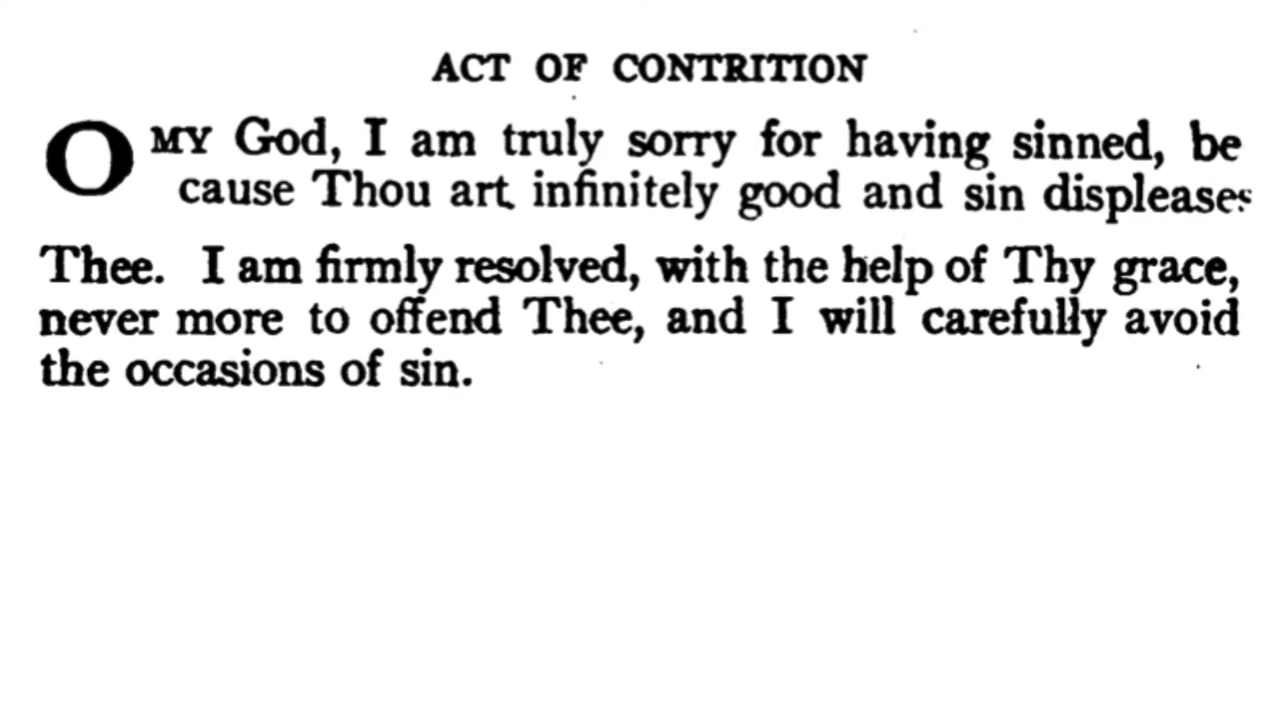 ACT OF CONTRITION
O MY God, I am truly sorry for having sinned, be
cause Thou art infinitely good and sin displeases
Thee. I am firmly resolved, with the help of Thy grace,
never more to offend Thee, and I will carefully avoid
the occasions of sin.